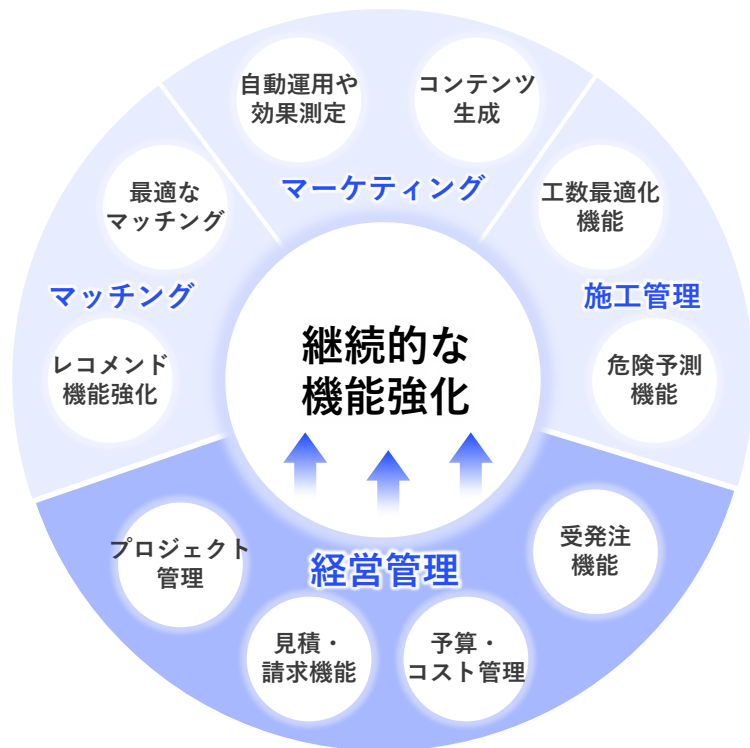 自動運用や
効果測定
コンテンツ
生成
マーケティング
最適な
マッチング
マッチング
レコメンド
機能強化
工数最適化
機能
施工管理
危険予測
機能
継続的な
機能強化
プロジェクト
管理
経営管理
受発注
機能
見積・
請求機能
予算・
コスト管理